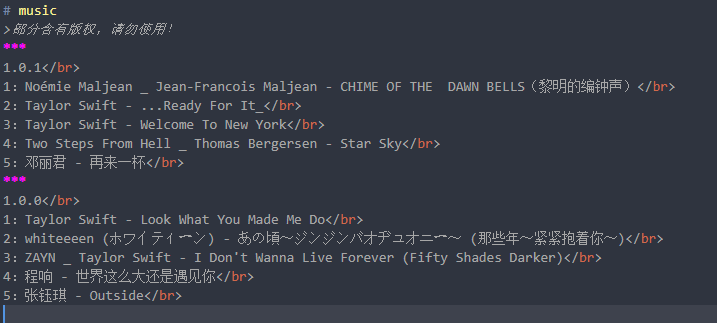 # music
>部分含有版权，请勿使用!
***
1.0.1</br>
1: Noémie Maljean _ Jean-Francois Maljean - CHIME OF THE  DAWN BELLS（黎明的编钟声）</br>
2: Taylor Swift - ...Ready For It_</br>
3: Taylor Swift - Welcome To New York</br>
4: Two Steps From Hell _ Thomas Bergersen - Star Sky</br>
5: 邓丽君 - 再来一杯</br>
***
1.0.0</br>
1: Taylor Swift - Look What You Made Me Do</br>
2: whiteeeen (ホワイティーン) - あの頃〜ジンジンバオヂュオニー〜 (那些年〜紧紧抱着你〜)</br>
3: ZAYN _ Taylor Swift - I Don't Wanna Live Forever (Fifty Shades Darker)</br>
4: 程响 - 世界这么大还是遇见你</br>
5: 张钰琪 - Outside</br>